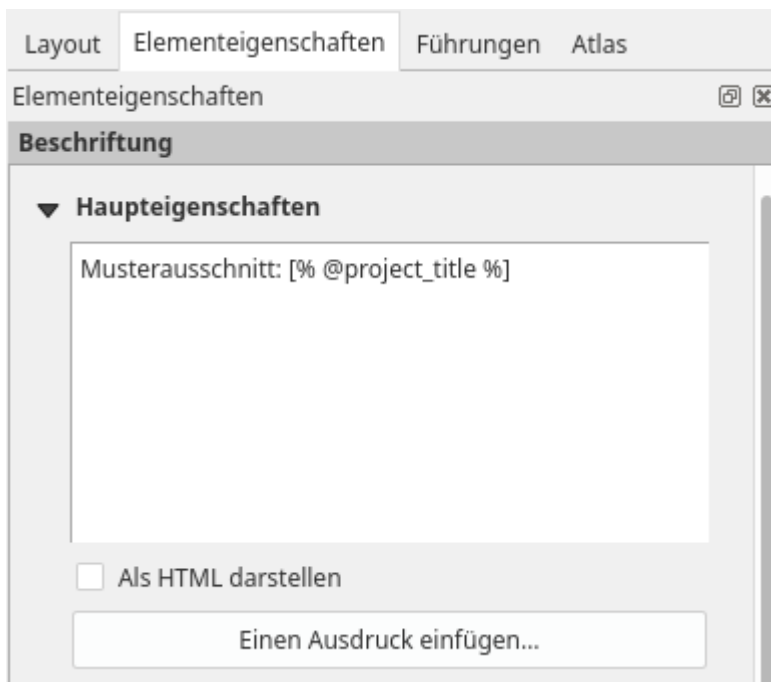 Layout Elementeigenschaften Führungen Atlas
Elementeigenschaften
Beschriftung
Haupteigenschaften
Musterausschnitt: [% @project_title %]
Als HTML darstellen
Einen Ausdruck einfügen...